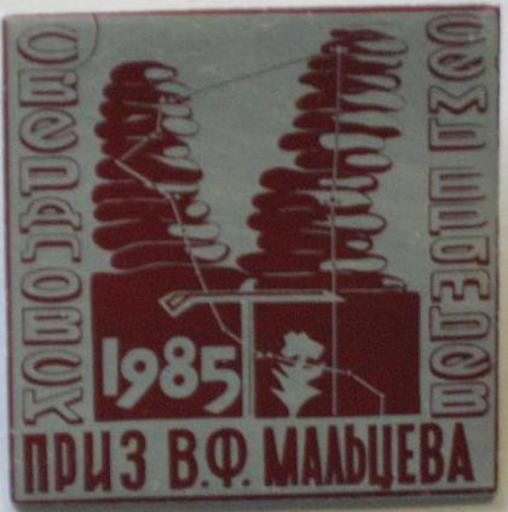 СВЕРДЛОВСК
СЕМЬ БРАТЬЕВ
1985
ПРИЗ В.Ф. МАЛЬЦЕВА